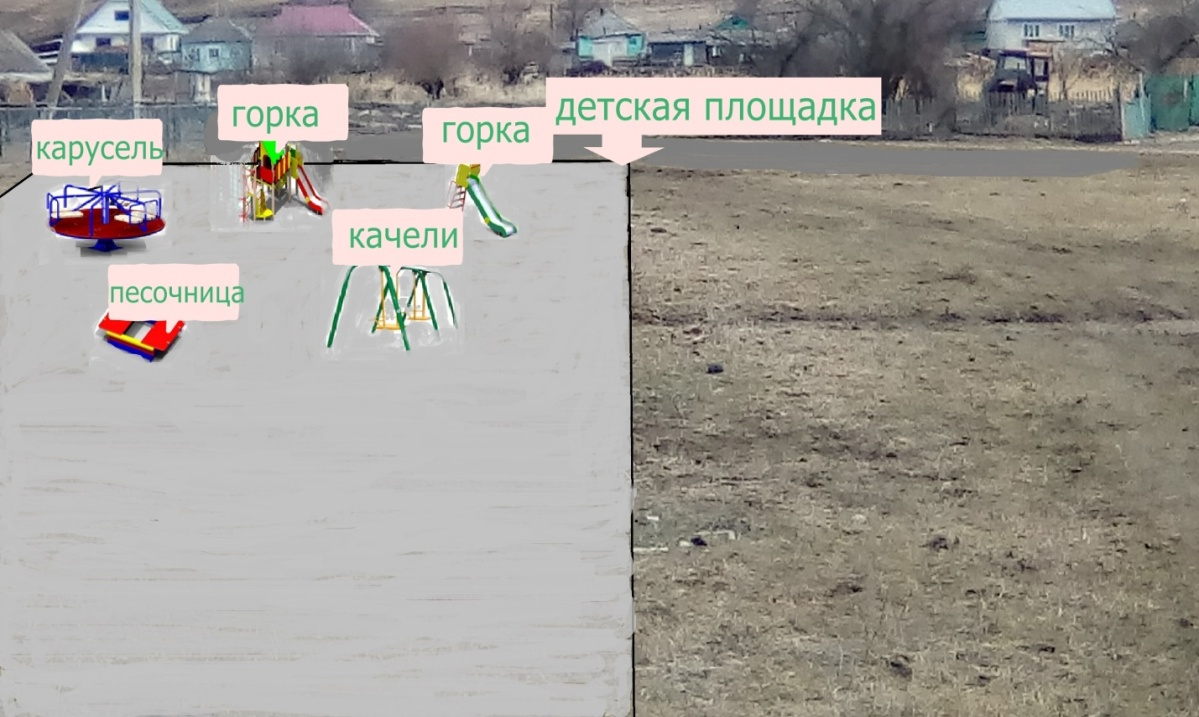 горка
детская площадка
горка
карусель
качели
песочница